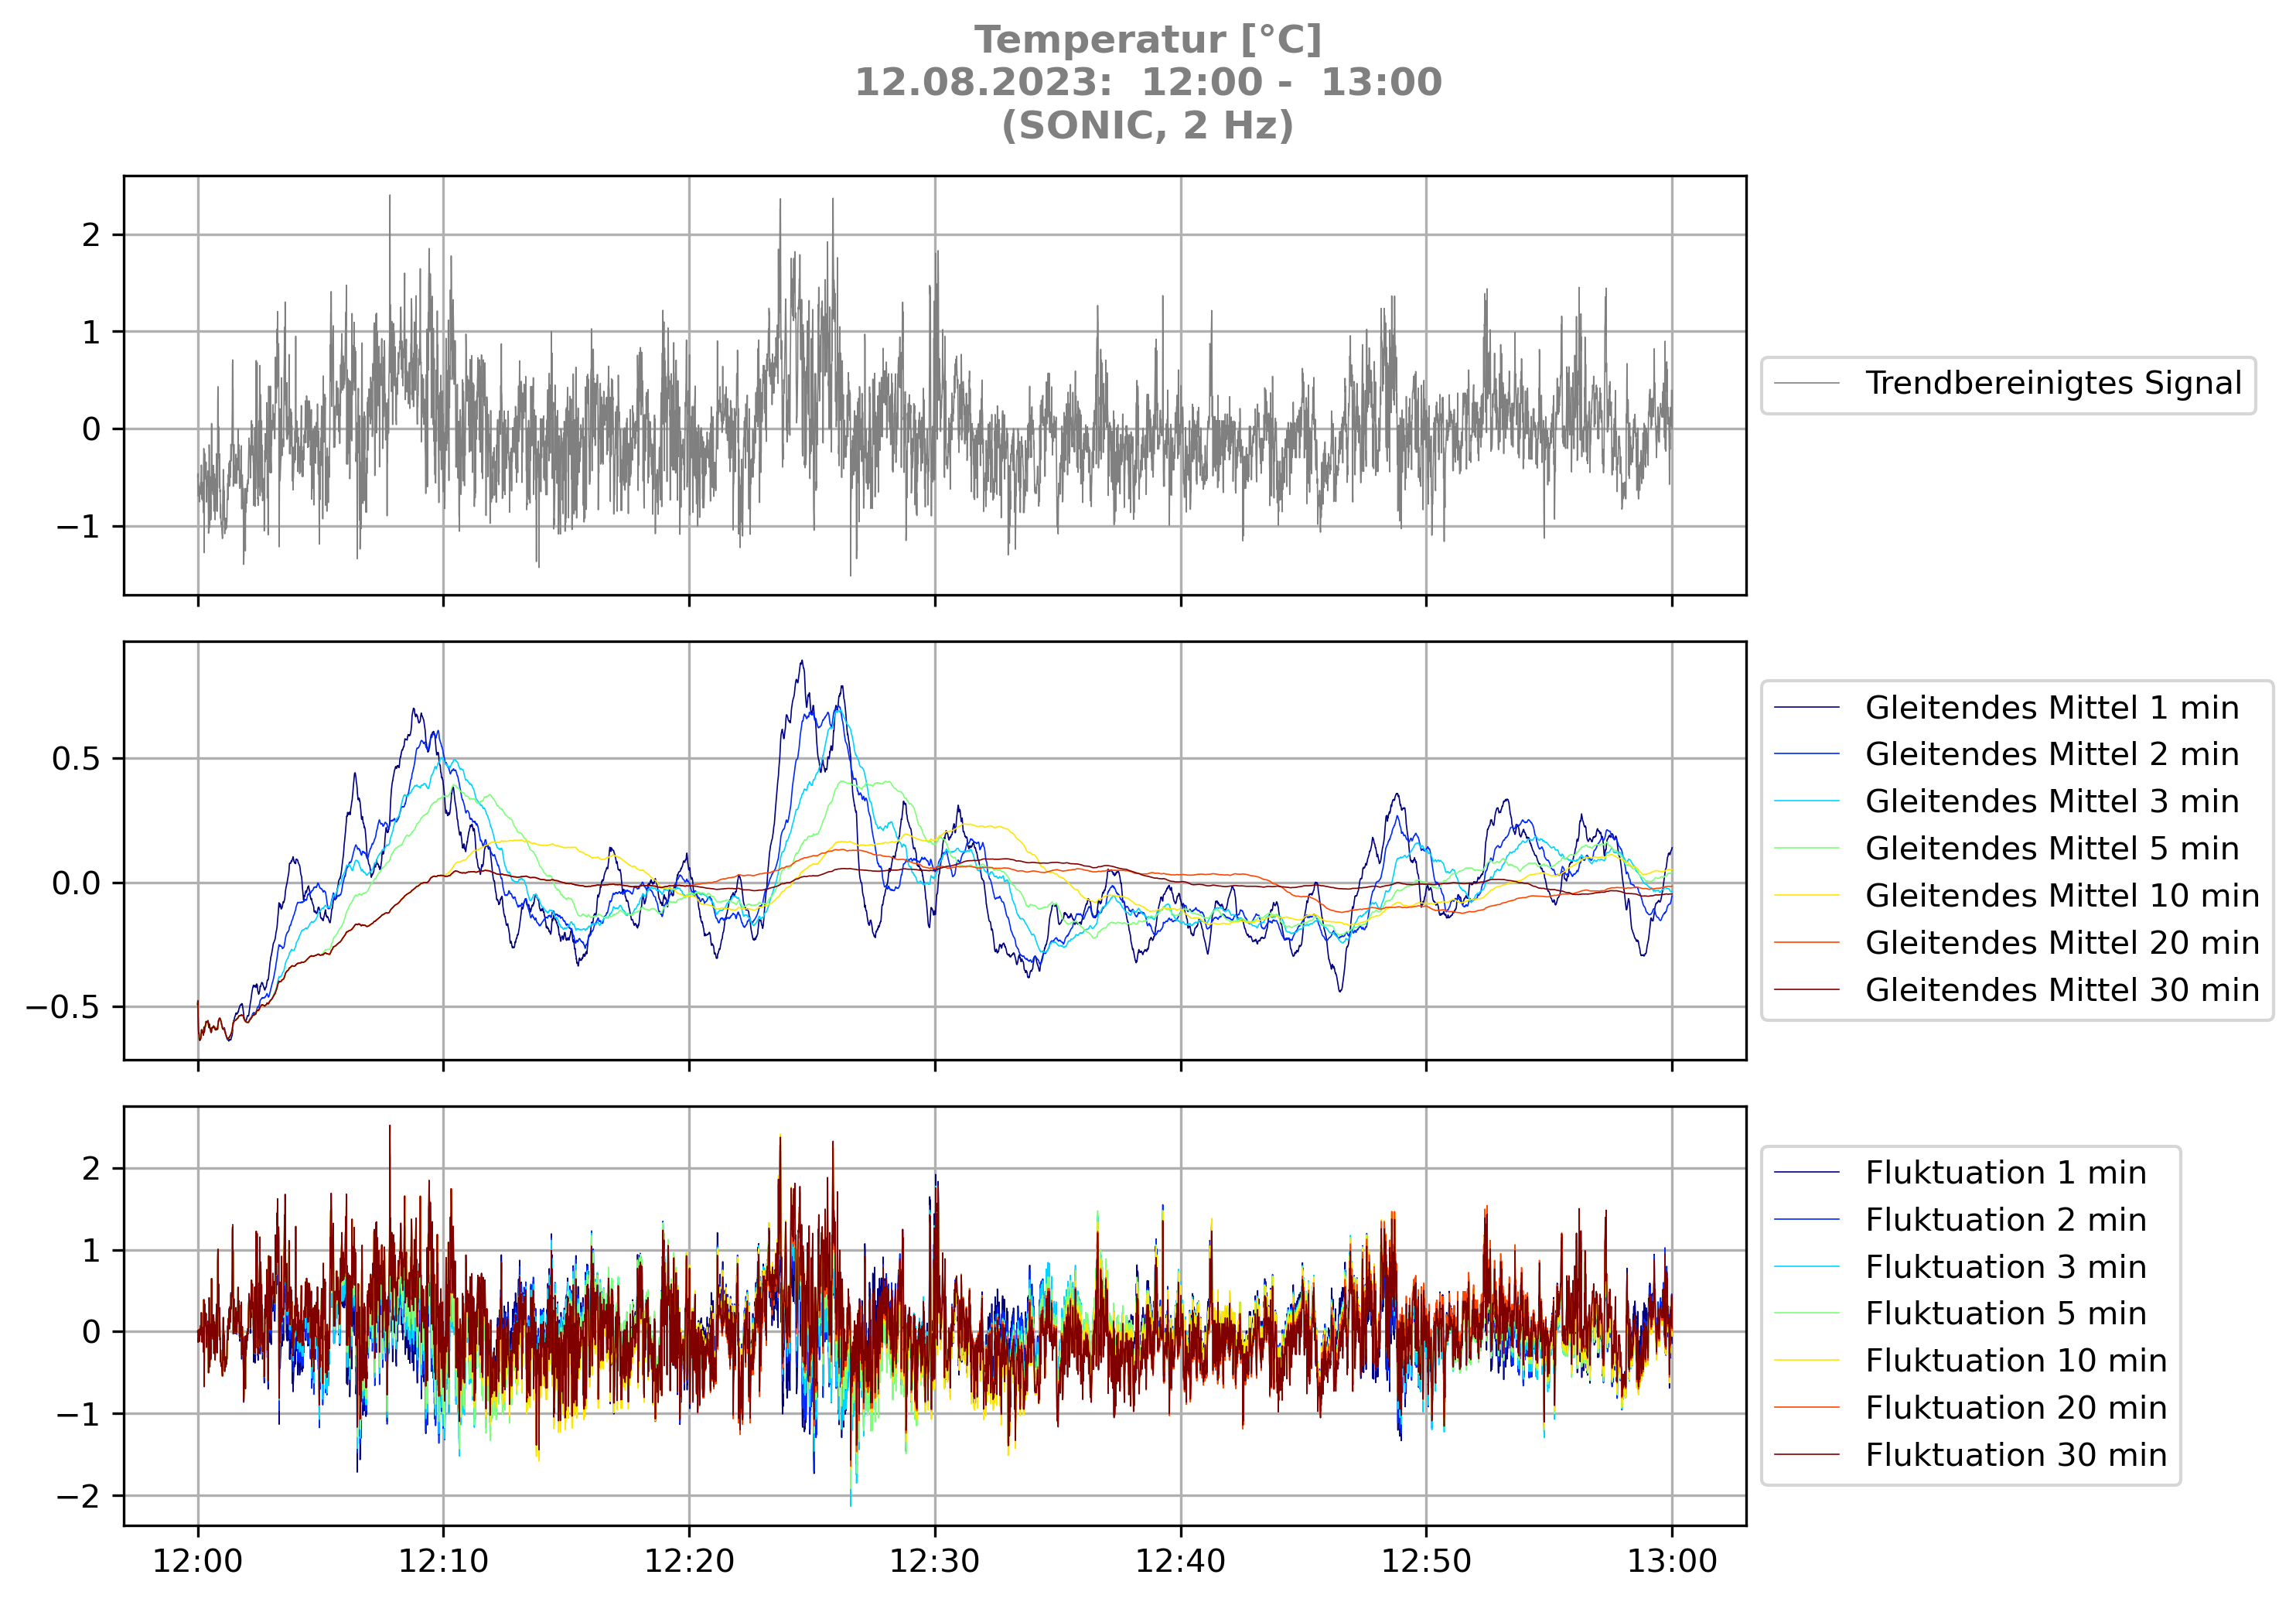 Temperatur [°C]
12.08.2023:  12:00 -  13:00
(SONIC, 2 Hz)
2
1
0
−1
Trendbereinigtes Signal
0.5
0.0
−0.5
Gleitendes Mittel 1 min
Gleitendes Mittel 2 min
Gleitendes Mittel 3 min
Gleitendes Mittel 5 min
Gleitendes Mittel 10 min
Gleitendes Mittel 20 min
Gleitendes Mittel 30 min
2
1
0
−1
−2
Fluktuation 1 min
Fluktuation 2 min
Fluktuation 3 min
Fluktuation 5 min
Fluktuation 10 min
Fluktuation 20 min
Fluktuation 30 min
12:00 12:10 12:20 12:30 12:40 12:50 13:00